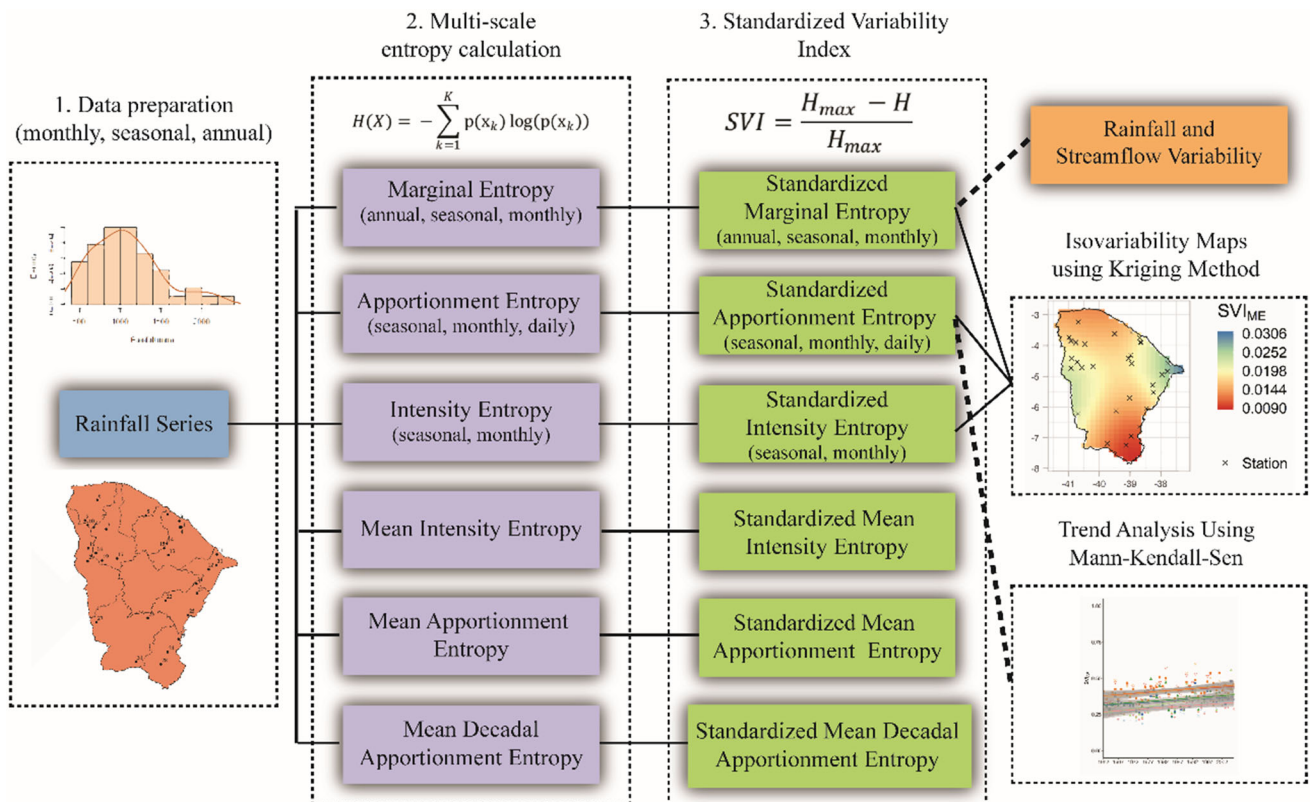 1. Data preparation
(monthly, seasonal, annual)
Rainfall Series
2. Multi-scale
entropy calculation
H(X) = − ∑ p(x_k) log(p(x_k))
K
k=1
Marginal Entropy
(annual, seasonal, monthly)
Apportionment Entropy
(seasonal, monthly, daily)
Intensity Entropy
(seasonal, monthly)
Mean Intensity Entropy
Mean Apportionment
Entropy
Mean Decadal
Apportionment Entropy
3. Standardized Variability
Index
SVI = (H_max − H) / H_max
Standardized
Marginal Entropy
(annual, seasonal, monthly)
Standardized
Apportionment Entropy
(seasonal, monthly, daily)
Standardized
Intensity Entropy
(seasonal, monthly)
Standardized Mean
Intensity Entropy
Standardized Mean
Apportionment Entropy
Standardized Mean Decadal
Apportionment Entropy
Rainfall and
Streamflow Variability
Isovariability Maps
using Kriging Method
-3
-4
-5
-6
-7
-8
-41 -40 -39 -38
SVI_ME
0.0306
0.0252
0.0198
0.0144
0.0090
× Station
Trend Analysis Using
Mann-Kendall-Sen